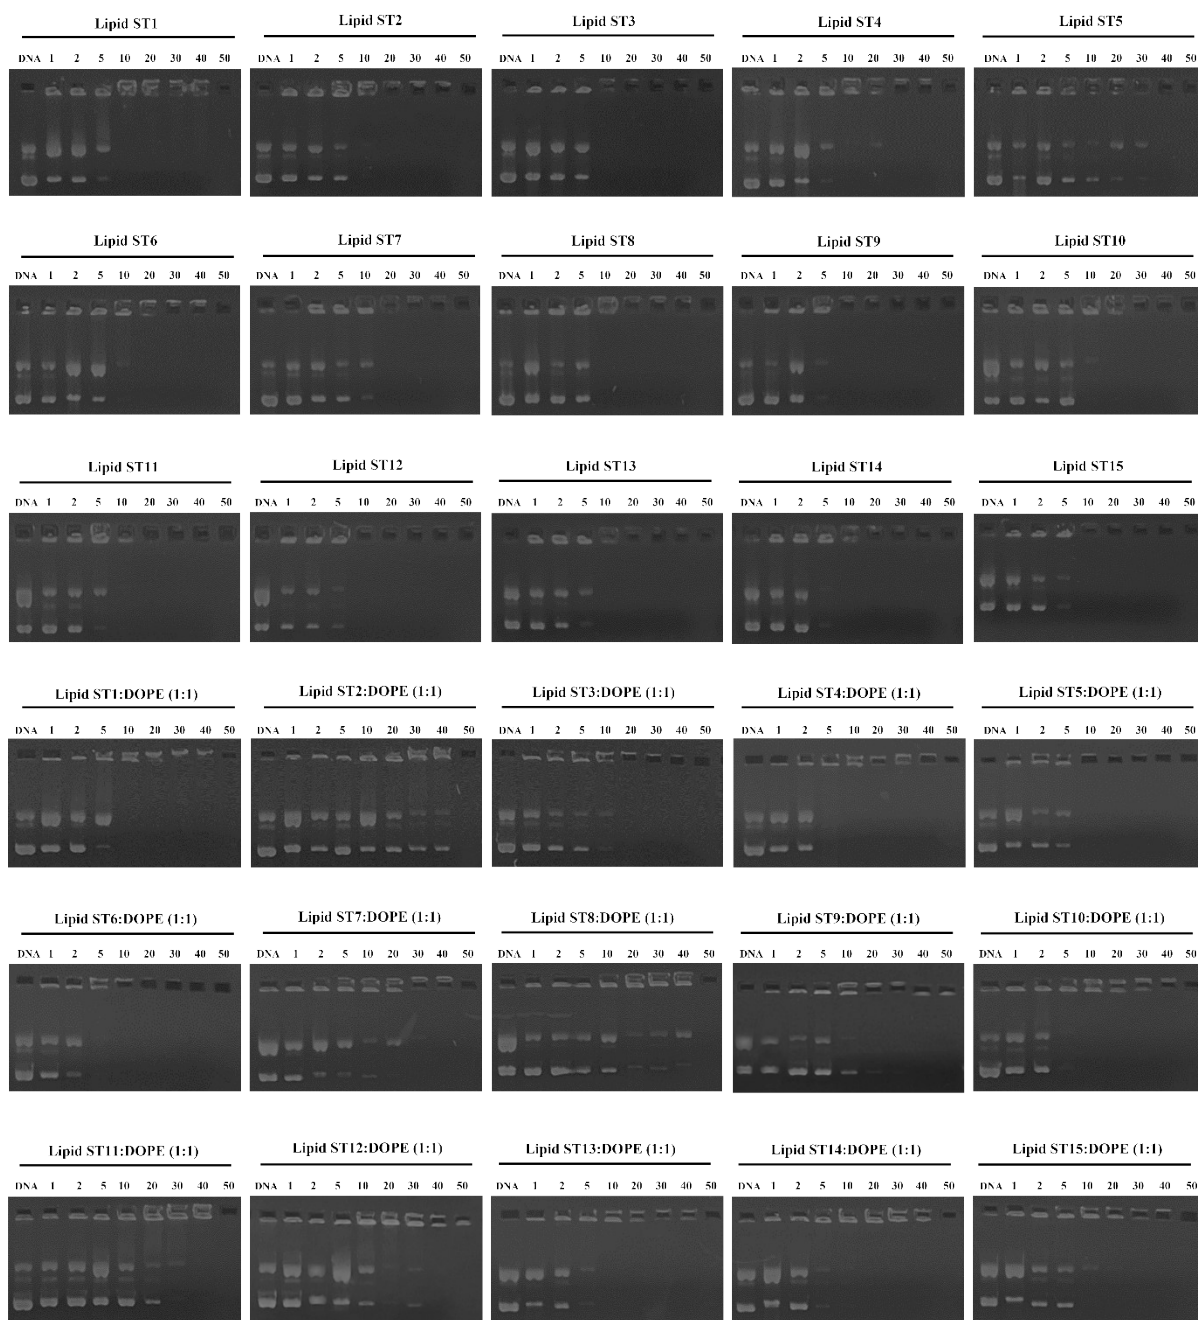 Lipid ST1 Lipid ST2 Lipid ST3 Lipid ST4 Lipid ST5
DNA 1 2 5 10 20 30 40 50 DNA 1 2 5 10 20 30 40 50 DNA 1 2 5 10 20 30 40 50 DNA 1 2 5 10 20 30 40 50 DNA 1 2 5 10 20 30 40 50
Lipid ST6 Lipid ST7 Lipid ST8 Lipid ST9 Lipid ST10
DNA 1 2 5 10 20 30 40 50 DNA 1 2 5 10 20 30 40 50 DNA 1 2 5 10 20 30 40 50 DNA 1 2 5 10 20 30 40 50 DNA 1 2 5 10 20 30 40 50
Lipid ST11 Lipid ST12 Lipid ST13 Lipid ST14 Lipid ST15
DNA 1 2 5 10 20 30 40 50 DNA 1 2 5 10 20 30 40 50 DNA 1 2 5 10 20 30 40 50 DNA 1 2 5 10 20 30 40 50 DNA 1 2 5 10 20 30 40 50
Lipid ST1:DOPE (1:1) Lipid ST2:DOPE (1:1) Lipid ST3:DOPE (1:1) Lipid ST4:DOPE (1:1) Lipid ST5:DOPE (1:1)
DNA 1 2 5 10 20 30 40 50 DNA 1 2 5 10 20 30 40 50 DNA 1 2 5 10 20 30 40 50 DNA 1 2 5 10 20 30 40 50 DNA 1 2 5 10 20 30 40 50
Lipid ST6:DOPE (1:1) Lipid ST7:DOPE (1:1) Lipid ST8:DOPE (1:1) Lipid ST9:DOPE (1:1) Lipid ST10:DOPE (1:1)
DNA 1 2 5 10 20 30 40 50 DNA 1 2 5 10 20 30 40 50 DNA 1 2 5 10 20 30 40 50 DNA 1 2 5 10 20 30 40 50 DNA 1 2 5 10 20 30 40 50
Lipid ST11:DOPE (1:1) Lipid ST12:DOPE (1:1) Lipid ST13:DOPE (1:1) Lipid ST14:DOPE (1:1) Lipid ST15:DOPE (1:1)
DNA 1 2 5 10 20 30 40 50 DNA 1 2 5 10 20 30 40 50 DNA 1 2 5 10 20 30 40 50 DNA 1 2 5 10 20 30 40 50 DNA 1 2 5 10 20 30 40 50